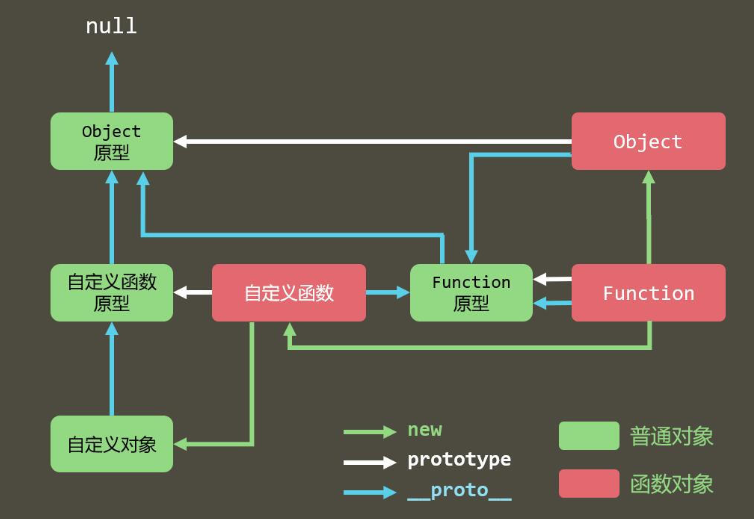 null
Object
原型
Object
自定义函数
原型
自定义函数
Function
原型
Function
自定义对象
new
prototype
__proto__
普通对象
函数对象